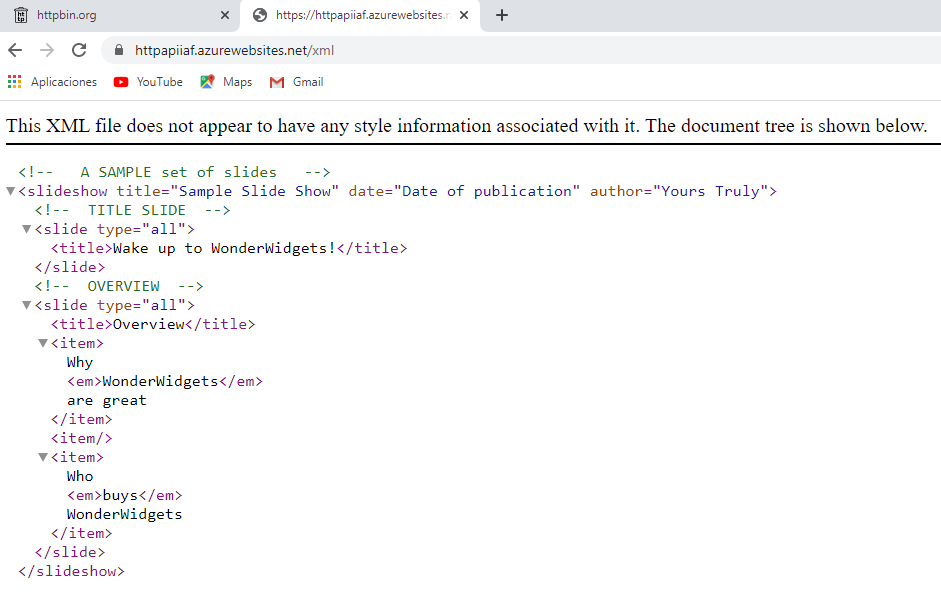 httpbin.org
https://httpapiiaf.azurewebsites.n
httpapiiaf.azurewebsites.net/xml
Aplicaciones YouTube Maps Gmail
This XML file does not appear to have any style information associated with it. The document tree is shown below.
<!--   A SAMPLE set of slides   -->
<slideshow title="Sample Slide Show" date="Date of publication" author="Yours Truly">
<!--  TITLE SLIDE  -->
<slide type="all">
<title>Wake up to WonderWidgets!</title>
</slide>
<!--  OVERVIEW  -->
<slide type="all">
<title>Overview</title>
<item>
Why
<em>WonderWidgets</em>
are great
</item>
<item/>
<item>
Who
<em>buys</em>
WonderWidgets
</item>
</slide>
</slideshow>